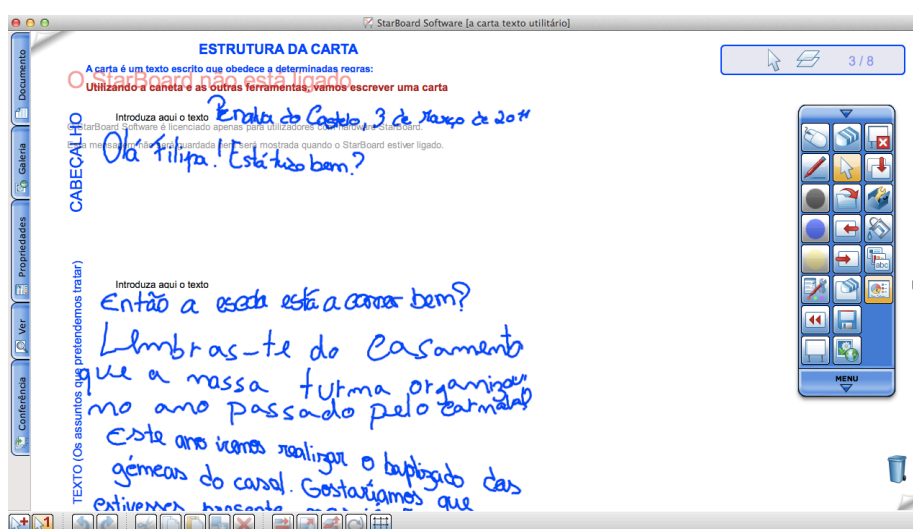 StarBoard Software [a carta texto utilitário]
Documento
Galeria
Propriedades
Ver
Conferência
3 / 8
MENU
abc
ESTRUTURA DA CARTA
A carta é um texto escrito que obedece a determinadas regras:
O StarBoard não está ligado
Utilizando a caneta e as outras ferramentas, vamos escrever uma carta
CABEÇALHO
Introduza aqui o texto
Penalva do Castelo, 3 de Março de 2011
O StarBoard Software é licenciado apenas para utilizadores com hardware StarBoard.
Esta mensagem não será guardada nem será mostrada quando o StarBoard estiver ligado.
Olá Filipa! Está tudo bem?
TEXTO (Os assuntos que pretendemos tratar)
Introduza aqui o texto
Então a escola está a correr bem?
Lembras-te do casamento
que a nossa turma organizou
no ano passado pelo Carnaval?
Este ano iremos realizar o baptizado das
gémeas do casal. Gostaríamos que
estivesses presente